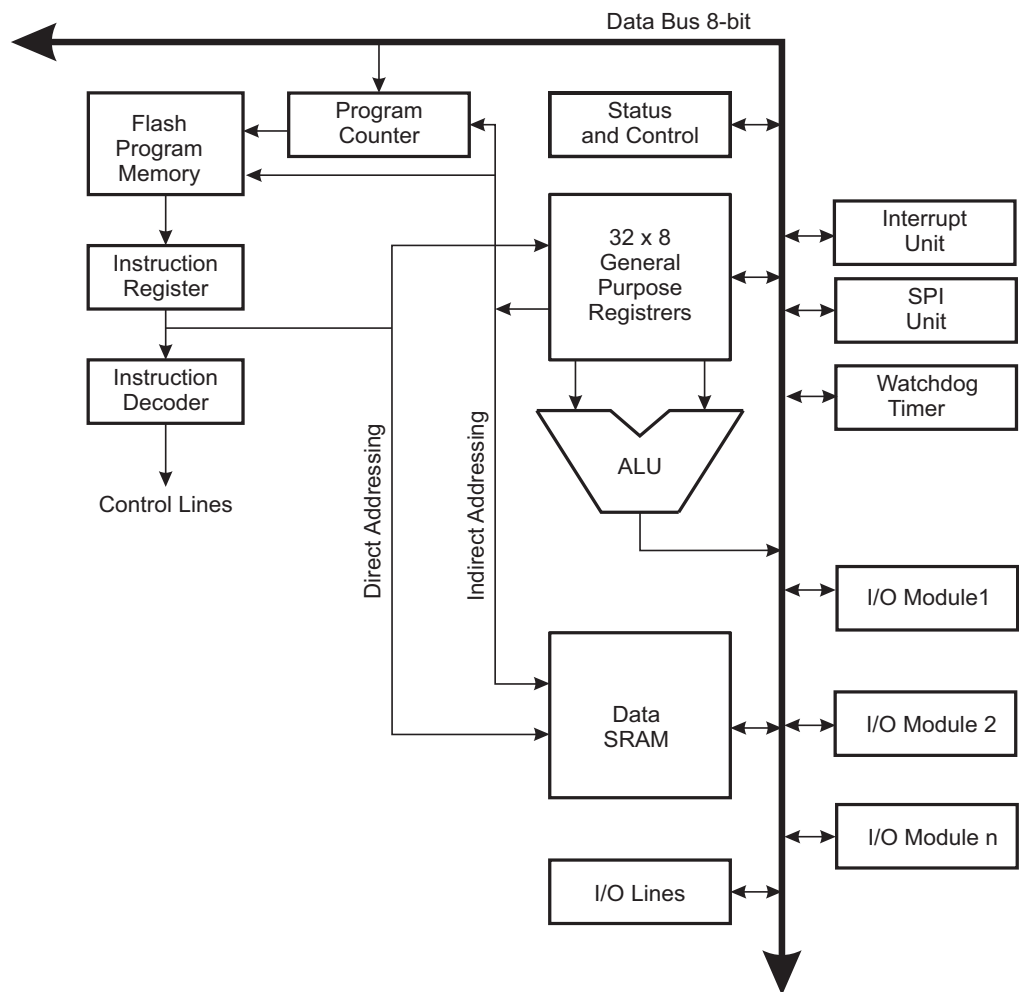 Data Bus 8-bit
Flash
Program
Memory
Program
Counter
Status
and Control
Interrupt
Unit
32 x 8
General
Purpose
Registrers
Instruction
Register
SPI
Unit
Instruction
Decoder
Watchdog
Timer
ALU
Control Lines
Direct Addressing
Indirect Addressing
I/O Module1
Data
SRAM
I/O Module 2
I/O Module n
I/O Lines